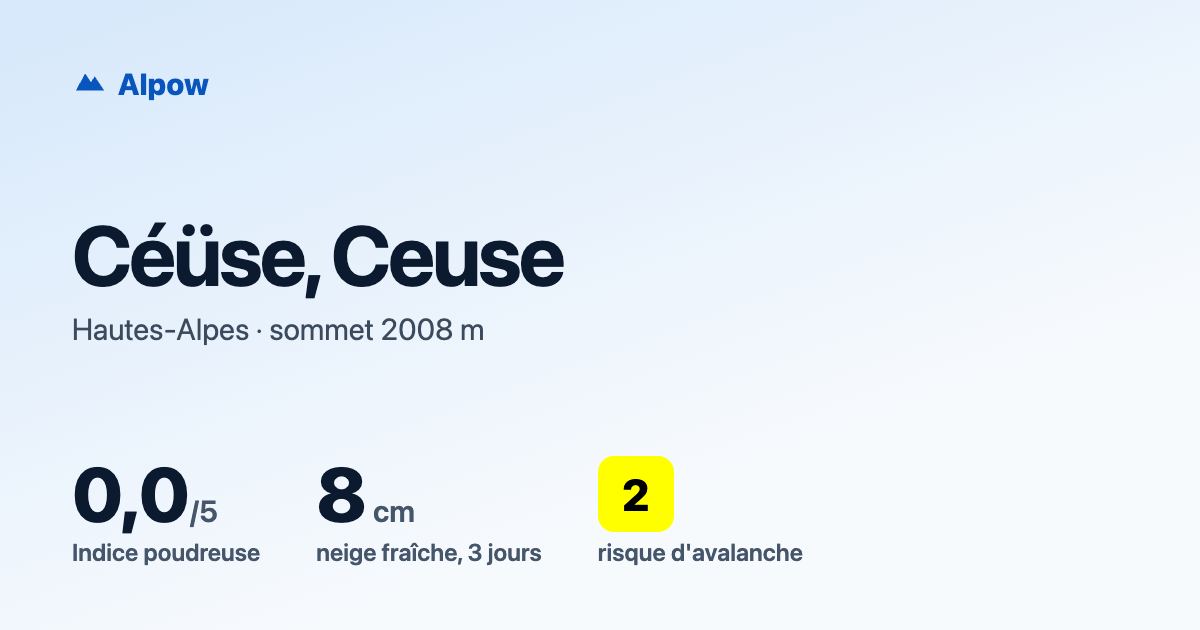 Alpow
Céüse, Ceuse
Hautes-Alpes · sommet 2008 m
0,0/5
Indice poudreuse
8 cm
neige fraîche, 3 jours
2
risque d'avalanche